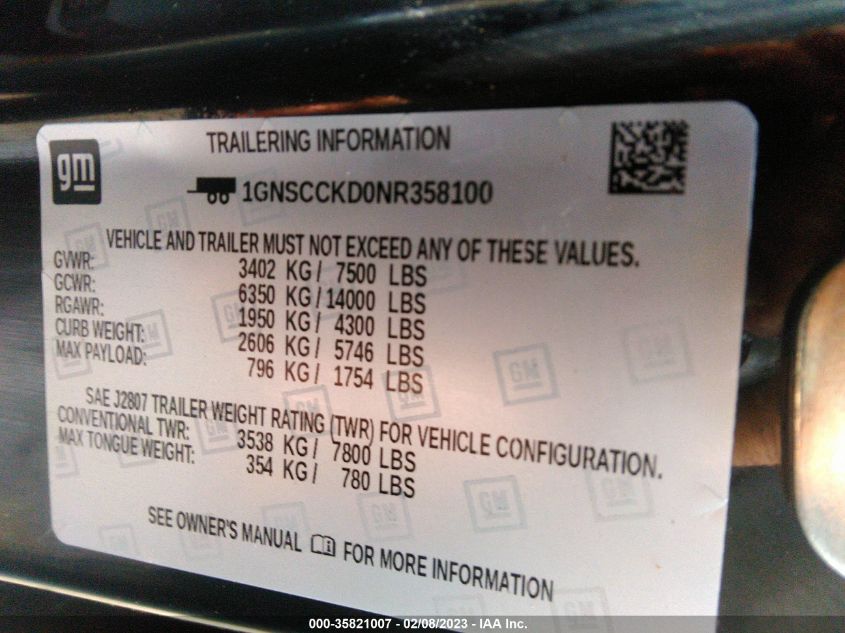 gm
TRAILERING INFORMATION
1GNSCCKD0NR358100
VEHICLE AND TRAILER MUST NOT EXCEED ANY OF THESE VALUES.
GVWR: 3402 KG/ 7500 LBS
GCWR: 6350 KG/14000 LBS
RGAWR: 1950 KG/ 4300 LBS
CURB WEIGHT: 2606 KG/ 5746 LBS
MAX PAYLOAD: 796 KG/ 1754 LBS
SAE J2807 TRAILER WEIGHT RATING (TWR) FOR VEHICLE CONFIGURATION.
CONVENTIONAL TWR: 3538 KG/ 7800 LBS
MAX TONGUE WEIGHT: 354 KG/ 780 LBS
SEE OWNER'S MANUAL FOR MORE INFORMATION
000-35821007 - 02/08/2023 - IAA Inc.